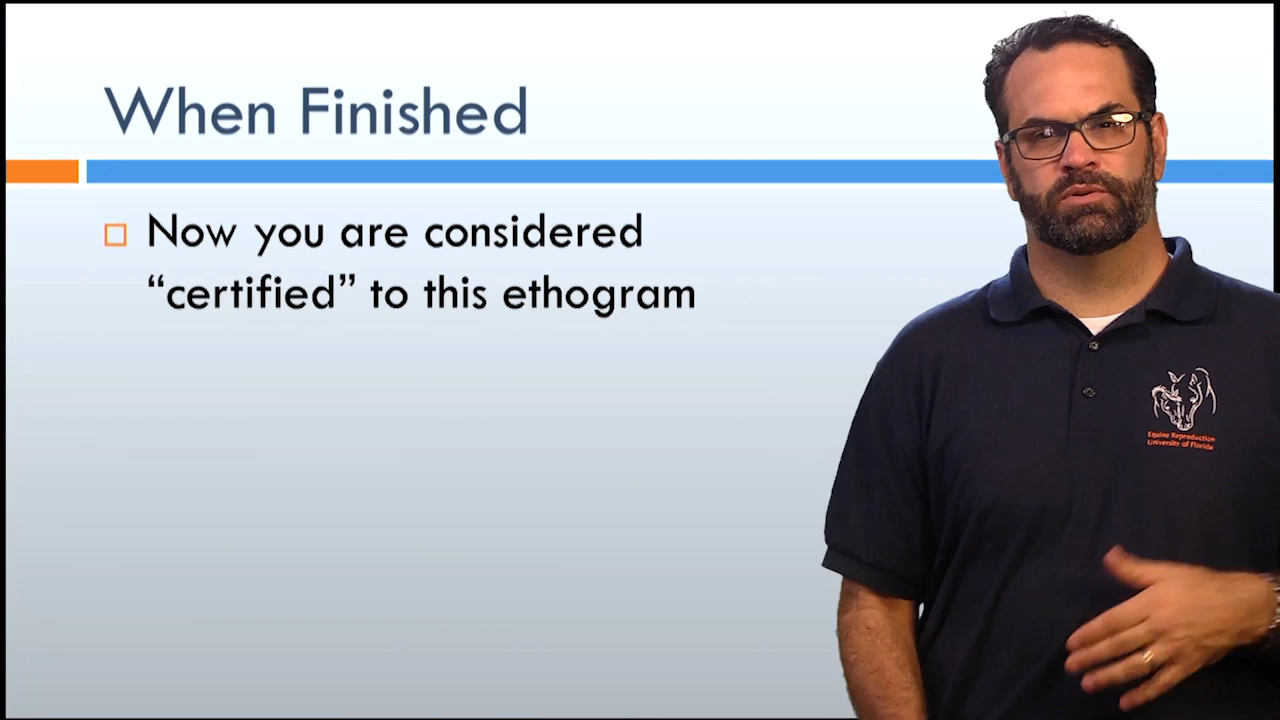 When Finished
Now you are considered
“certified” to this ethogram
Equine Reproduction
University of Florida